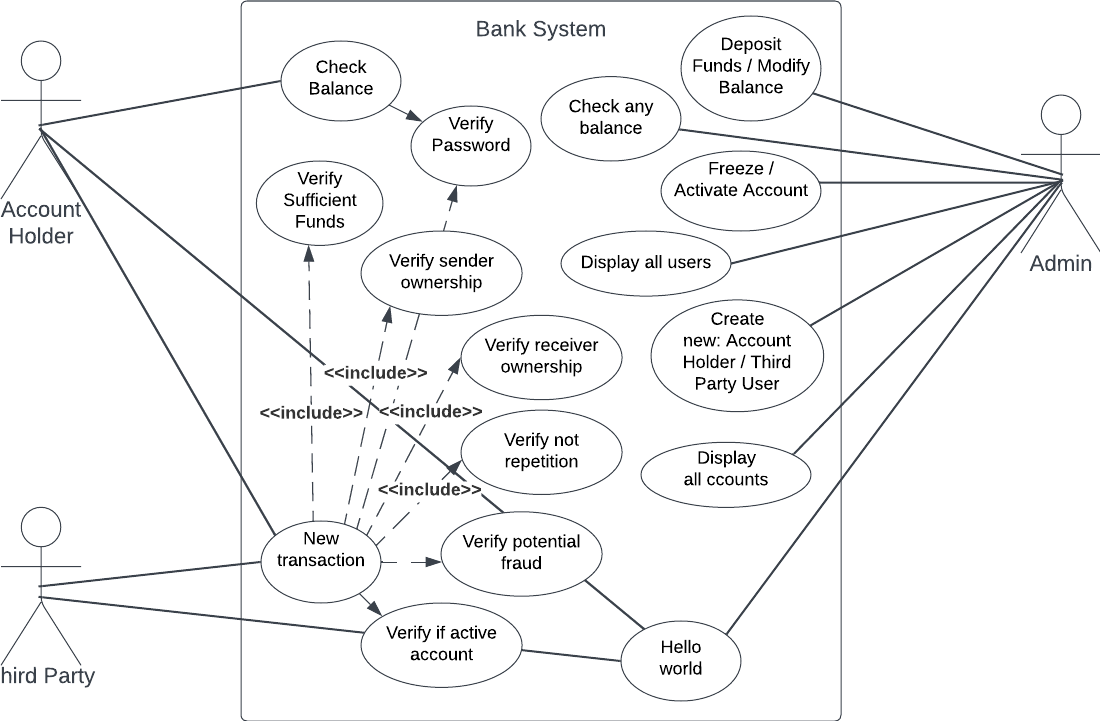 Bank System
Check
Balance
Verify
Password
Check any
balance
Deposit
Funds / Modify
Balance
Verify
Sufficient
Funds
Freeze /
Activate Account
Account
Holder
Verify sender
ownership
Display all users
Admin
Verify receiver
ownership
Create
new: Account
Holder / Third
Party User
<<include>>
<<include>>
<<include>>
Verify not
repetition
Display
all ccounts
<<include>>
New
transaction
Verify potential
fraud
Verify if active
account
Hello
world
hird Party